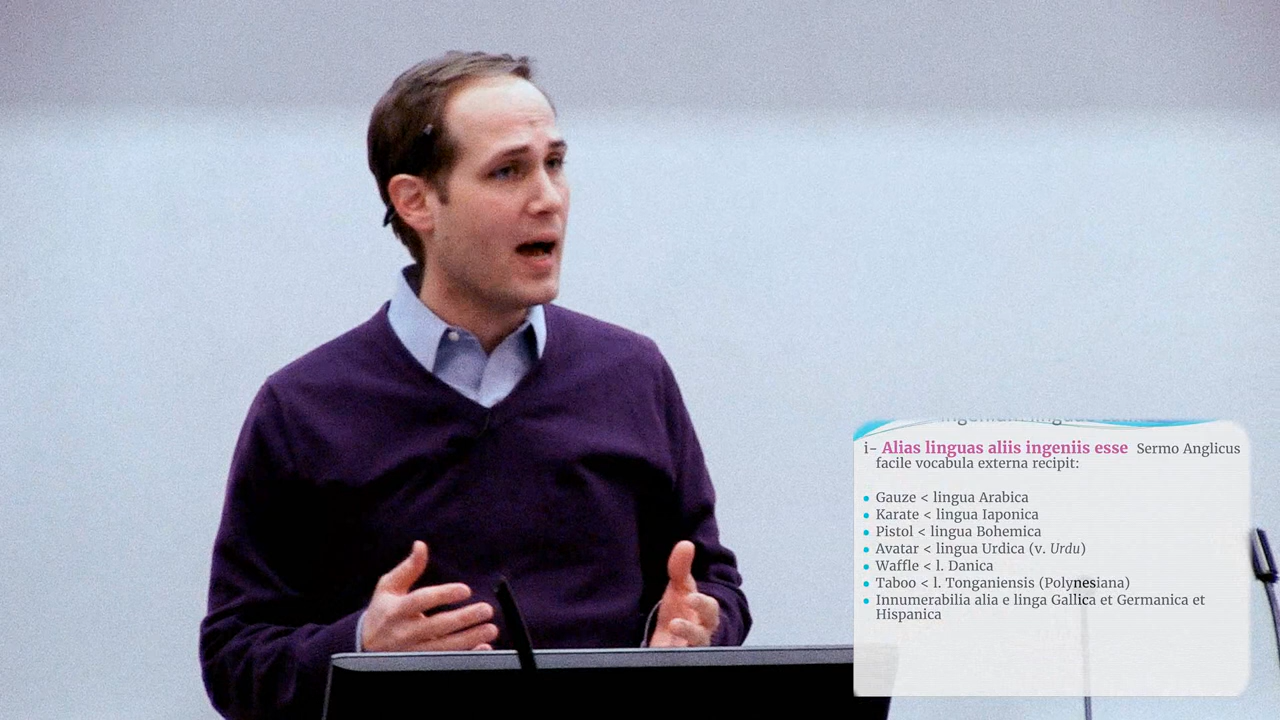 i- Alias linguas aliis ingeniis esse Sermo Anglicus
facile vocabula externa recipit:
Gauze < lingua Arabica
Karate < lingua Iaponica
Pistol < lingua Bohemica
Avatar < lingua Urdica (v. Urdu)
Waffle < l. Danica
Taboo < l. Tonganiensis (Polynesiana)
Innumerabilia alia e linga Gallica et Germanica et
Hispanica